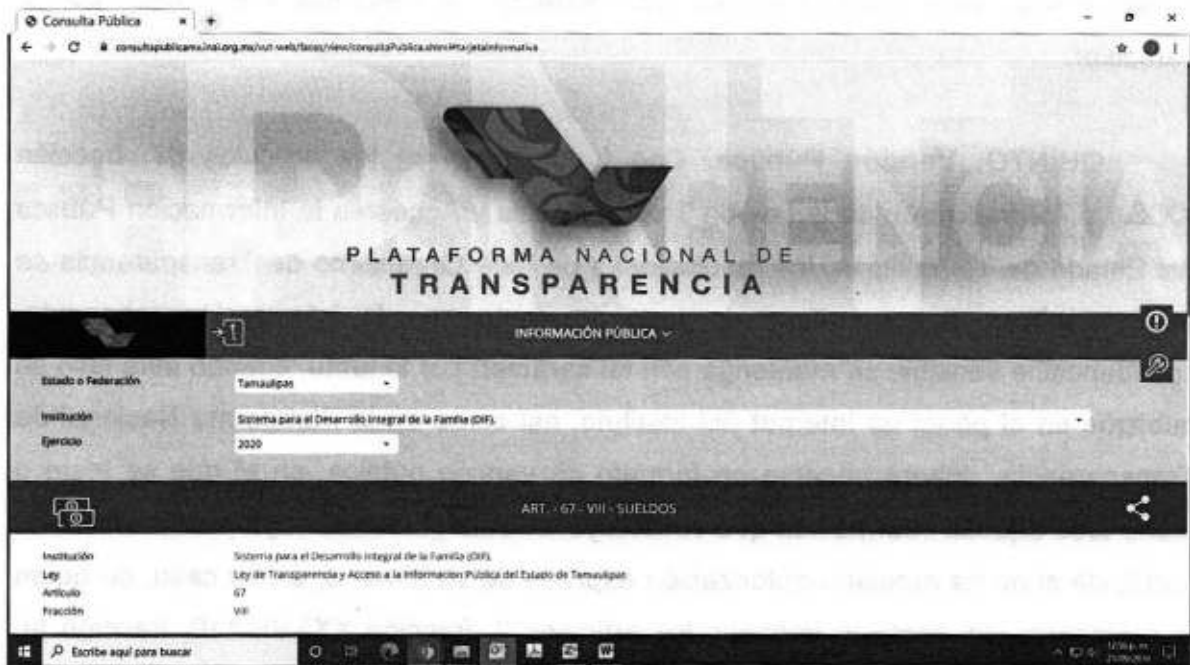 Consulta Pública
PLATAFORMA NACIONAL DE
TRANSPARENCIA
INFORMACIÓN PÚBLICA
Estado o Federación
Tamaulipas
Institución
Sistema para el Desarrollo Integral de la Familia (DIF).
Ejercicio
2020
ART. - 67 - VIII - SUELDOS
Institución Sistema para el Desarrollo Integral de la Familia (DIF).
Ley Ley de Transparencia y Acceso a la Información Pública del Estado de Tamaulipas
Artículo 67
Fracción VIII
Escribe aquí para buscar